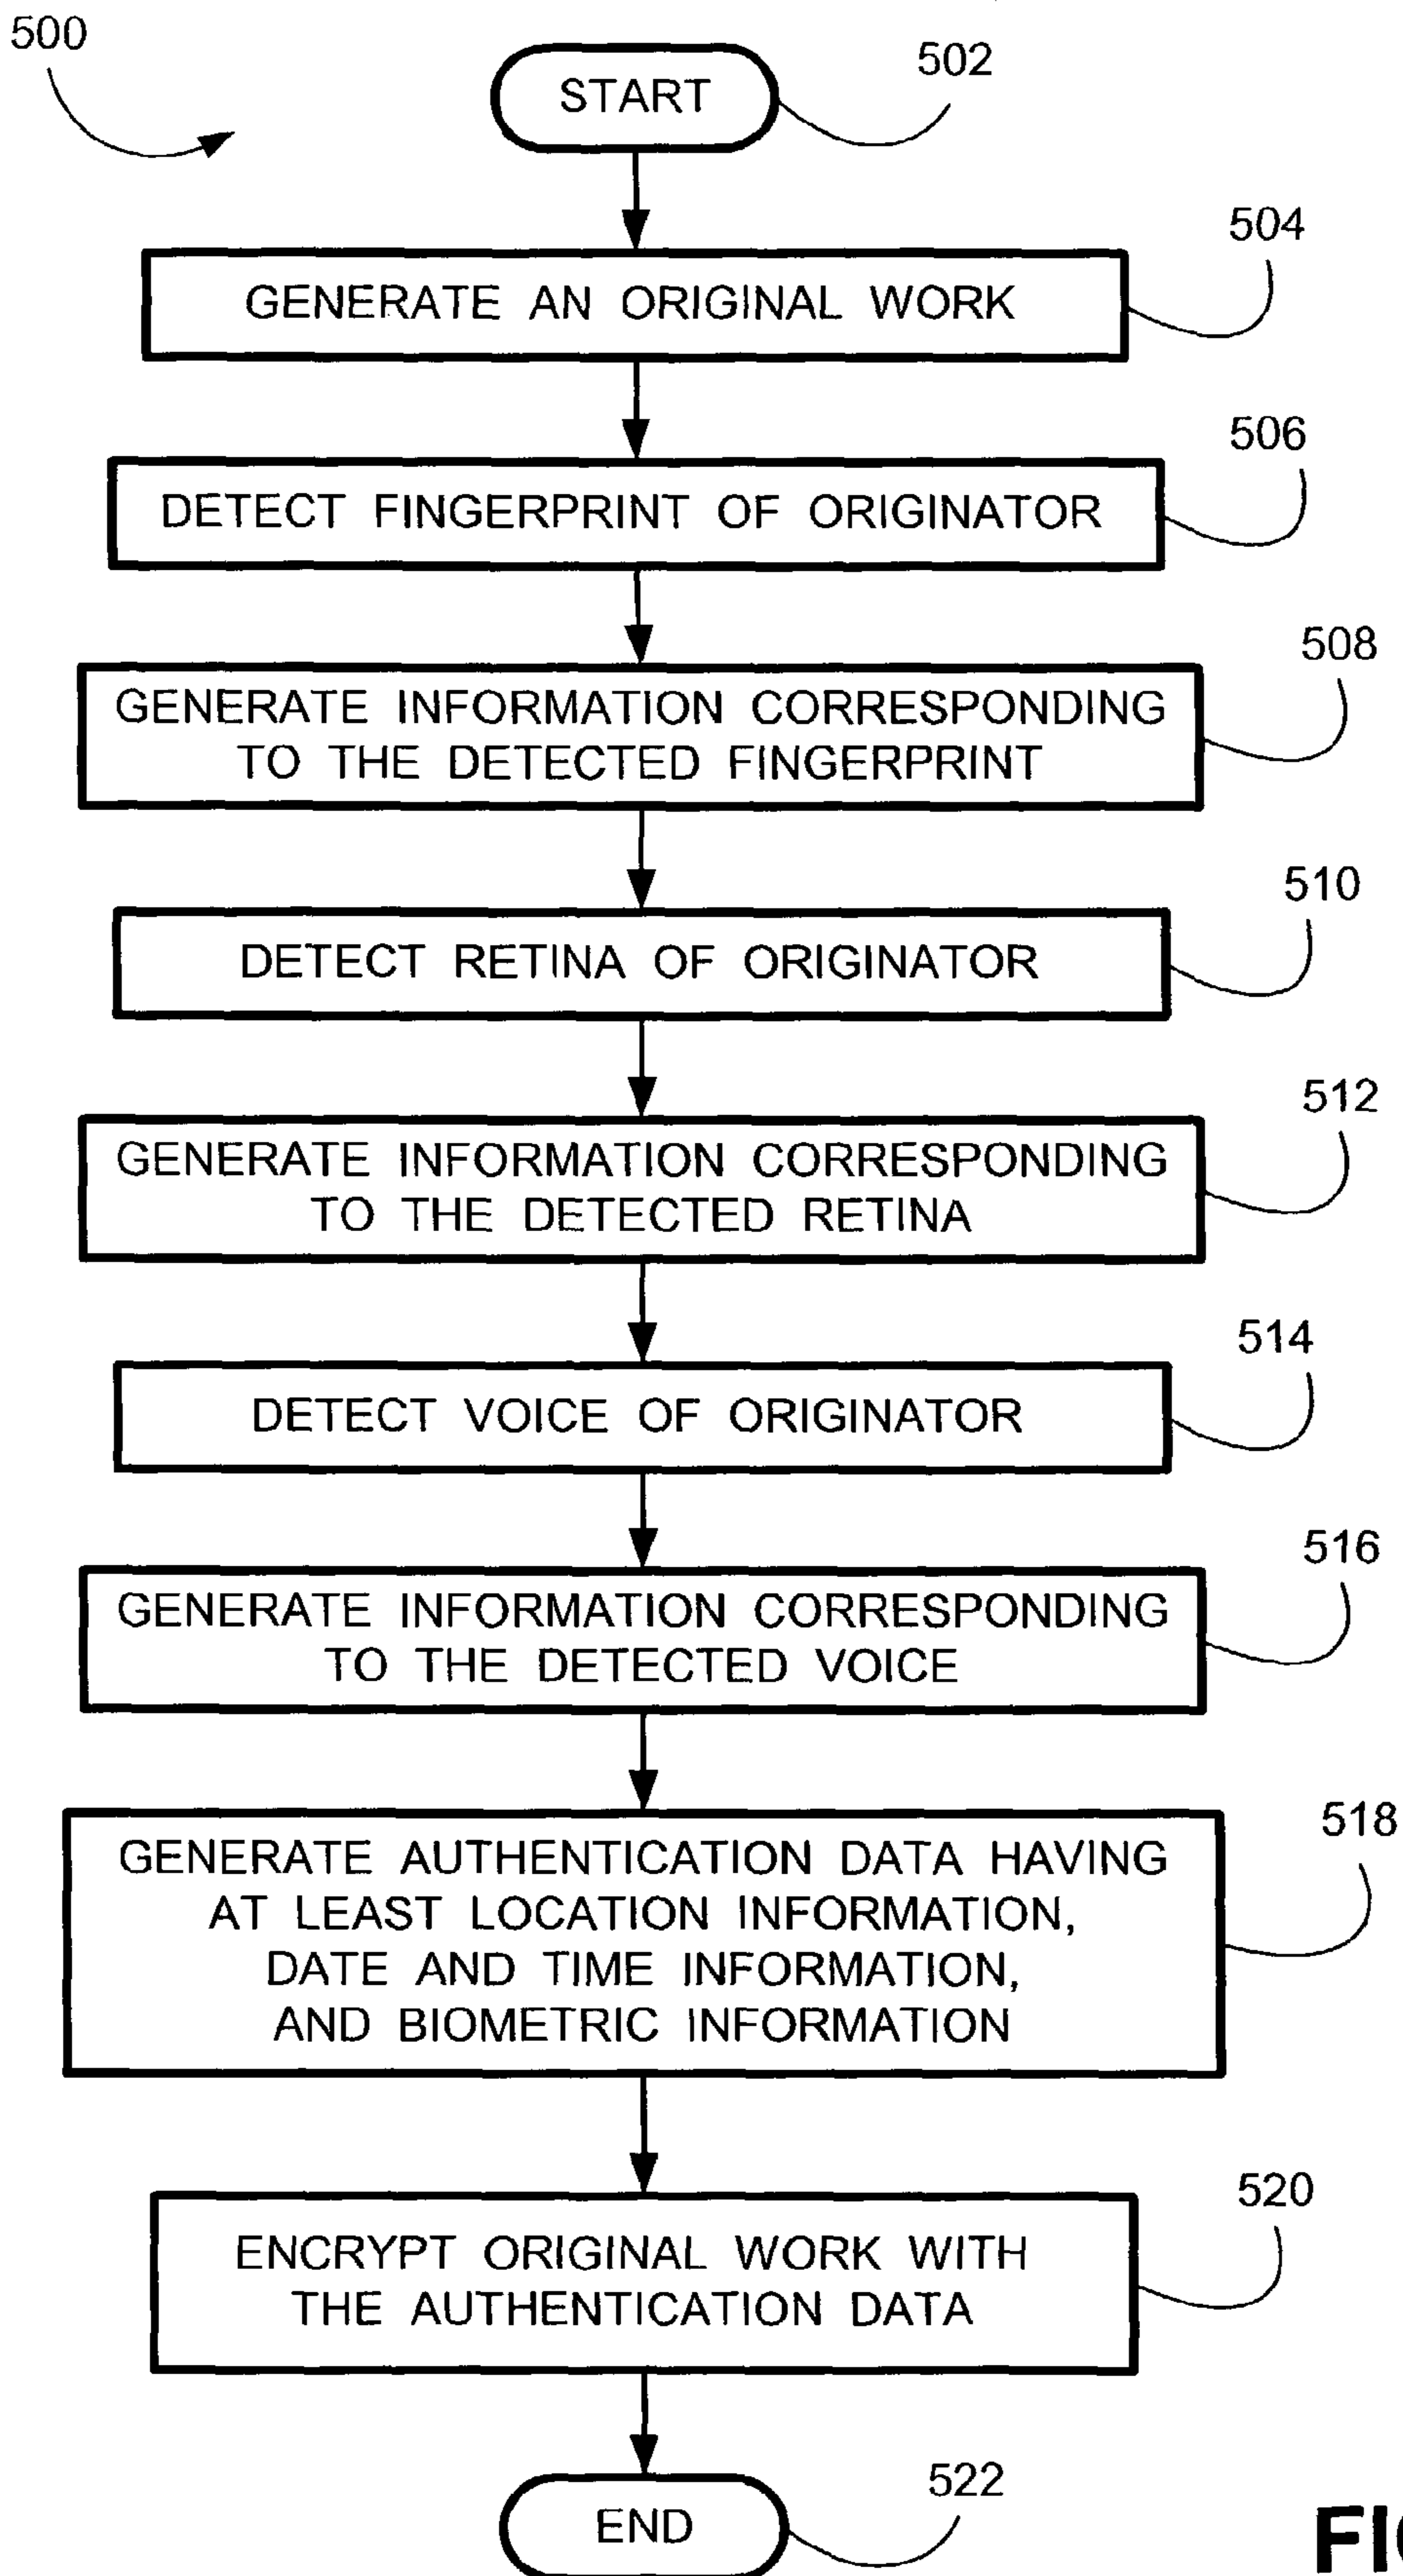 500
START
502
504
GENERATE AN ORIGINAL WORK
506
DETECT FINGERPRINT OF ORIGINATOR
508
GENERATE INFORMATION CORRESPONDING
TO THE DETECTED FINGERPRINT
510
DETECT RETINA OF ORIGINATOR
512
GENERATE INFORMATION CORRESPONDING
TO THE DETECTED RETINA
514
DETECT VOICE OF ORIGINATOR
516
GENERATE INFORMATION CORRESPONDING
TO THE DETECTED VOICE
518
GENERATE AUTHENTICATION DATA HAVING
AT LEAST LOCATION INFORMATION,
DATE AND TIME INFORMATION,
AND BIOMETRIC INFORMATION
520
ENCRYPT ORIGINAL WORK WITH
THE AUTHENTICATION DATA
522
END